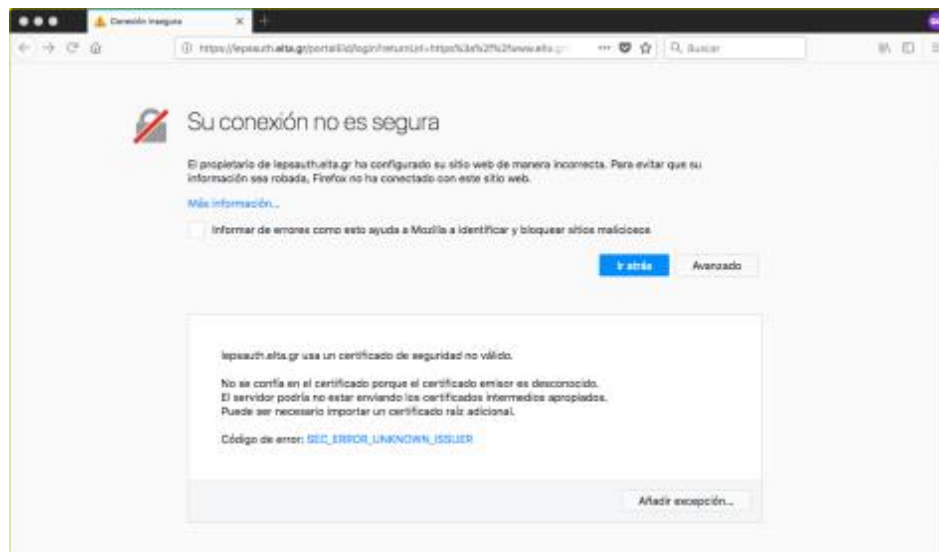 Conexión insegura
https://lepsauth.elta.gr/portal/Eid/login?returnUrl=https%3a%2f%2fwww.elta.gr
Buscar
Su conexión no es segura
El propietario de lepsauth.elta.gr ha configurado su sitio web de manera incorrecta. Para evitar que su
información sea robada, Firefox no ha conectado con este sitio web.
Más información...
Informar de errores como esto ayuda a Mozilla a identificar y bloquear sitios maliciosos
Ir atrás
Avanzado
lepsauth.elta.gr usa un certificado de seguridad no válido.
No se confía en el certificado porque el certificado emisor es desconocido.
El servidor podría no estar enviando los certificados intermedios apropiados.
Puede ser necesario importar un certificado raíz adicional.
Código de error: SEC_ERROR_UNKNOWN_ISSUER
Añadir excepción...